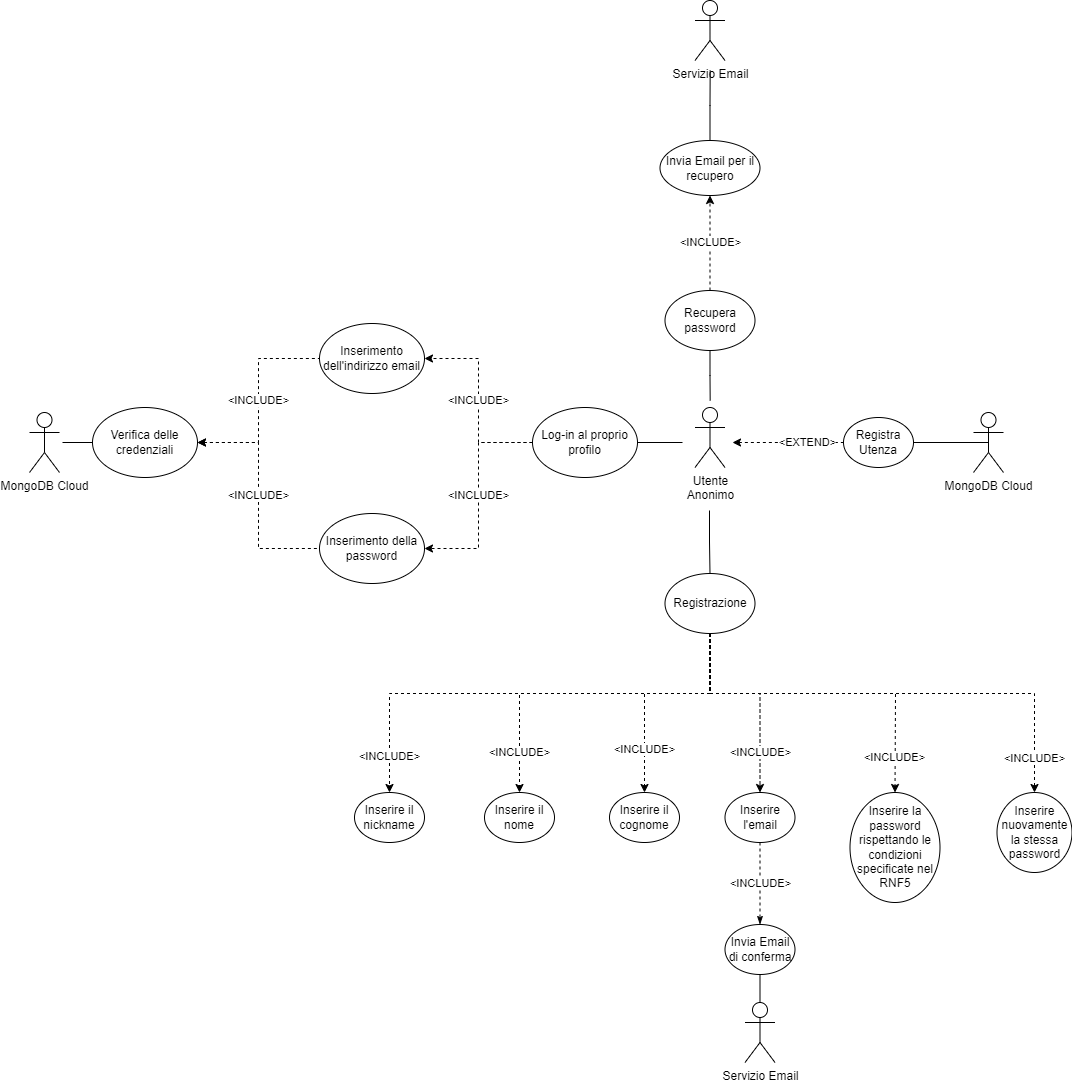 Servizio Email
Invia Email per il
recupero
<INCLUDE>
Recupera
password
Inserimento
dell'indirizzo email
<INCLUDE>
<INCLUDE>
MongoDB Cloud
Verifica delle
credenziali
Log-in al proprio
profilo
Utente
Anonimo
<EXTEND>
Registra
Utenza
MongoDB Cloud
<INCLUDE>
<INCLUDE>
Inserimento della
password
Registrazione
<INCLUDE>
<INCLUDE>
<INCLUDE>
<INCLUDE>
<INCLUDE>
<INCLUDE>
Inserire il
nickname
Inserire il
nome
Inserire il
cognome
Inserire
l'email
Inserire la
password
rispettando le
condizioni
specificate nel
RNF5
Inserire
nuovamente
la stessa
password
<INCLUDE>
Invia Email
di conferma
Servizio Email